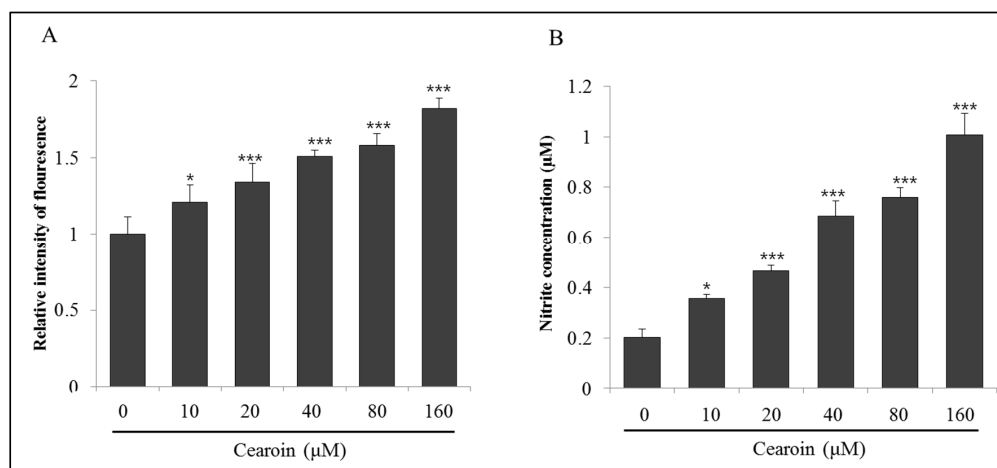 A
Relative intensity of flouresence
2
1.5
1
0.5
0
*
***
***
***
***
0 10 20 40 80 160
Cearoin (µM)
B
Nitrite concentration (µM)
1.2
1
0.8
0.6
0.4
0.2
0
*
***
***
***
***
0 10 20 40 80 160
Cearoin (µM)